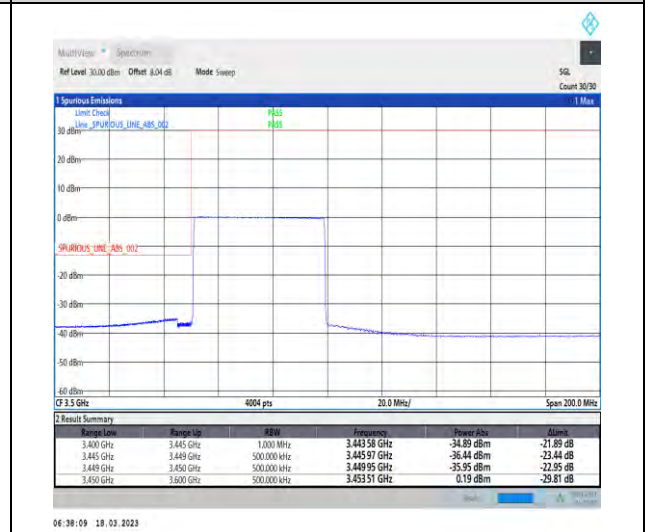 MultiView Spectrum
Ref Level 30.00 dBm Offset 8.04 dB Mode Sweep SGL
Count 30/30
1 Spurious Emissions 1 Max
Limit Check PASS
Line _SPURIOUS_LINE_ABS_002 PASS
30 dBm
20 dBm
10 dBm
0 dBm
SPURIOUS_LINE_ABS_002
-20 dBm
-30 dBm
-40 dBm
-50 dBm
-60 dBm
CF 3.5 GHz 4004 pts 20.0 MHz/ Span 200.0 MHz
2 Result Summary
Range Low Range Up RBW Frequency Power Abs ΔLimit
3.400 GHz 3.445 GHz 1.000 MHz 3.443 58 GHz -34.89 dBm -21.89 dB
3.445 GHz 3.449 GHz 500.000 kHz 3.445 97 GHz -36.44 dBm -23.44 dB
3.449 GHz 3.450 GHz 500.000 kHz 3.449 95 GHz -35.95 dBm -22.95 dB
3.450 GHz 3.600 GHz 500.000 kHz 3.453 51 GHz 0.19 dBm -29.81 dB
06:38:09 18.03.2023